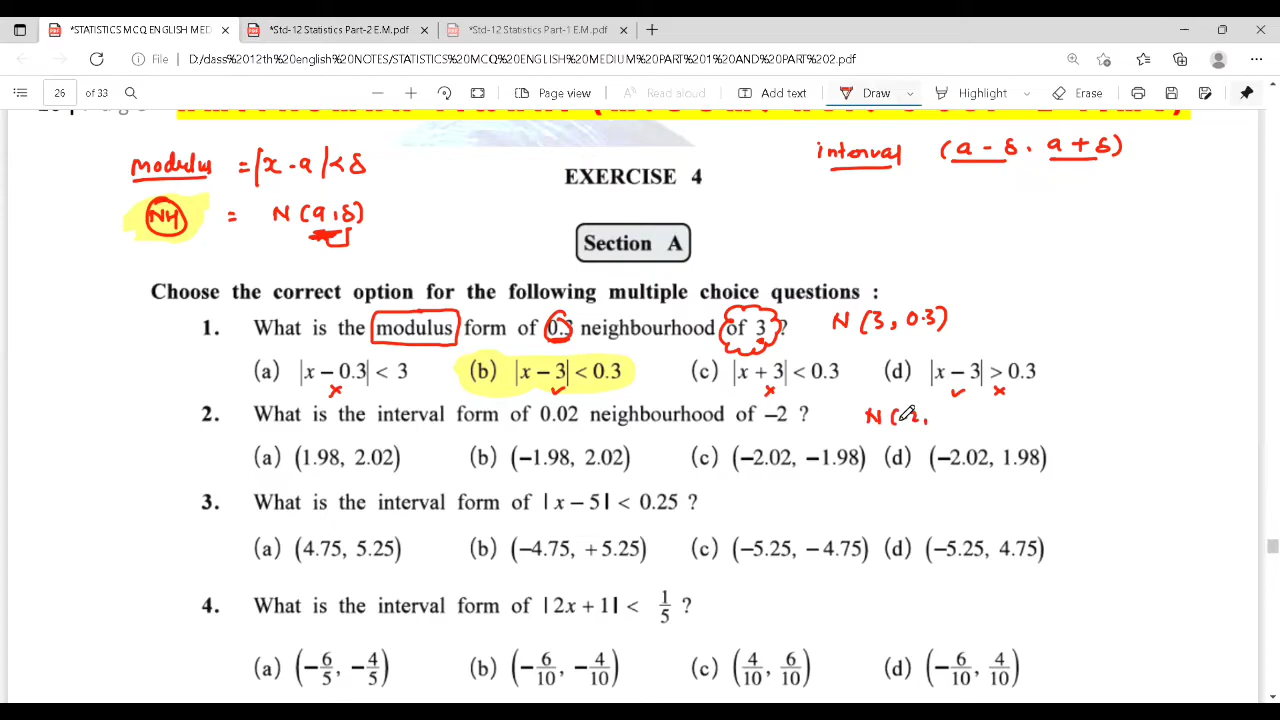 *STATISTICS MCQ ENGLISH MED
*Std-12 Statistics Part-2 E.M.pdf
*Std-12 Statistics Part-1 E.M.pdf
File D:/class%2012th%20english%20NOTES/STATISTICS%20MCQ%20ENGLISH%20MEDIUM%20PART%201%20AND%20PART%202.pdf
26 of 33 Page view Read aloud Add text Draw Highlight Erase
modulus = |x - a| < δ
interval (a - δ, a + δ)
EXERCISE 4
NH = N (a, δ)
Section A
Choose the correct option for the following multiple choice questions :
1. What is the modulus form of 0.3 neighbourhood of 3 ? N (3, 0.3)
(a) |x − 0.3| < 3 (b) |x − 3| < 0.3 (c) |x + 3| < 0.3 (d) |x − 3| > 0.3
2. What is the interval form of 0.02 neighbourhood of −2 ? N (
(a) (1.98, 2.02) (b) (−1.98, 2.02) (c) (−2.02, −1.98) (d) (−2.02, 1.98)
3. What is the interval form of | x − 5| < 0.25 ?
(a) (4.75, 5.25) (b) (−4.75, +5.25) (c) (−5.25, −4.75) (d) (−5.25, 4.75)
4. What is the interval form of | 2x + 1| < 1/5 ?
(a) (−6/5, −4/5) (b) (−6/10, −4/10) (c) (4/10, 6/10) (d) (−6/10, 4/10)